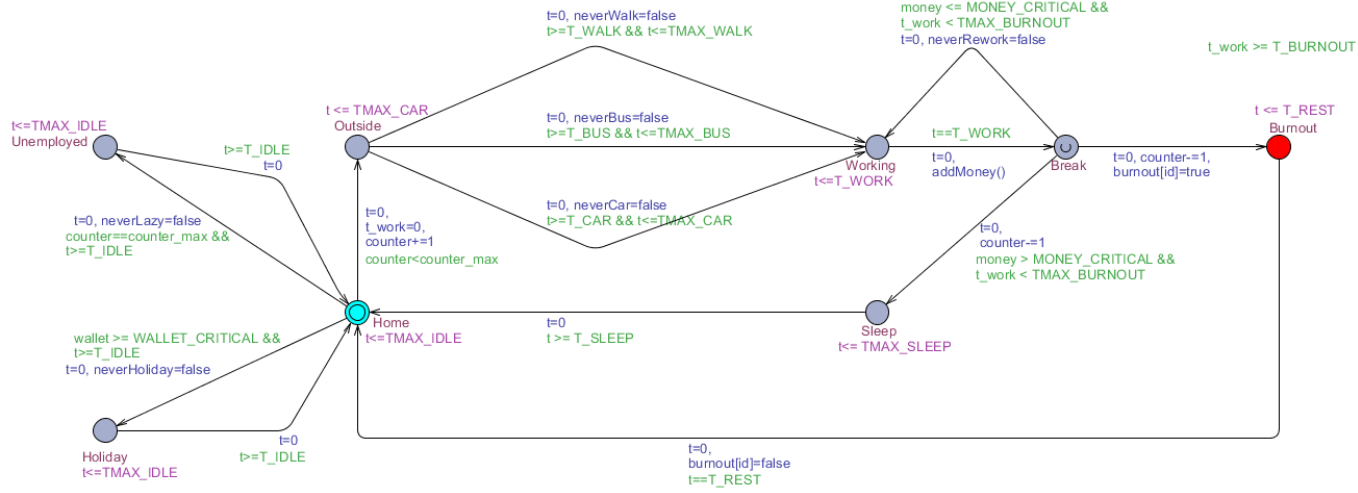 t=0, neverWalk=false
t>=T_WALK && t<=TMAX_WALK
money <= MONEY_CRITICAL &&
t_work < TMAX_BURNOUT
t=0, neverRework=false
t_work >= T_BURNOUT
t<=TMAX_IDLE
Unemployed
t>=T_IDLE
t=0
t <= TMAX_CAR
Outside
t=0, neverBus=false
t>=T_BUS && t<=TMAX_BUS
Working
t<=T_WORK
t==T_WORK
t=0,
addMoney()
Break
t=0, counter-=1,
burnout[id]=true
t <= T_REST
Burnout
t=0, neverLazy=false
counter==counter_max &&
t>=T_IDLE
t=0,
t_work=0,
counter+=1
counter<counter_max
t=0, neverCar=false
t>=T_CAR && t<=TMAX_CAR
t=0,
counter-=1
money > MONEY_CRITICAL &&
t_work < TMAX_BURNOUT
Home
t<=TMAX_IDLE
t=0
t >= T_SLEEP
Sleep
t<= TMAX_SLEEP
wallet >= WALLET_CRITICAL &&
t>=T_IDLE
t=0, neverHoliday=false
Holiday
t<=TMAX_IDLE
t=0
t>=T_IDLE
t=0,
burnout[id]=false
t==T_REST